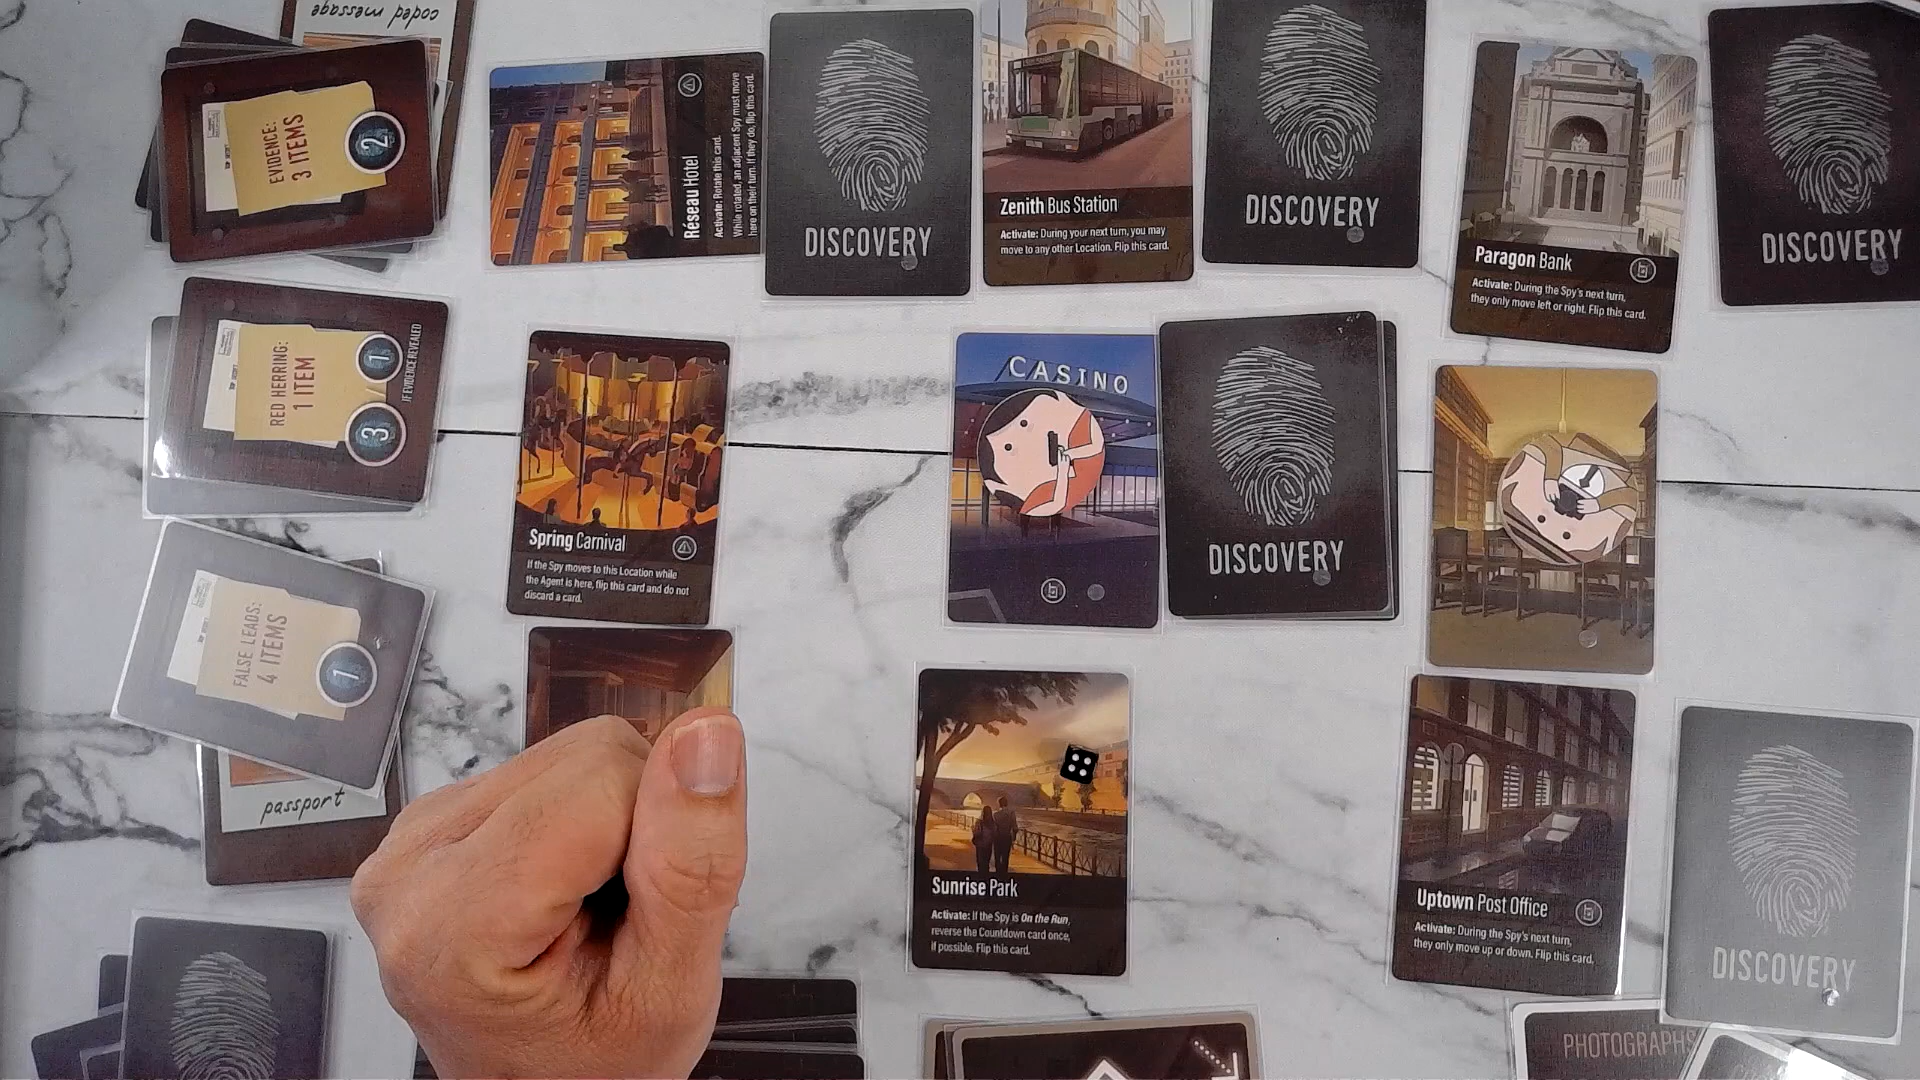 coded message
EVIDENCE:
3 ITEMS
2
Réseau Hotel
Activate: Rotate this card.
While rotated, an adjacent Spy must move
here on their turn. If they do, flip this card.
DISCOVERY
Zenith Bus Station
Activate: During your next turn, you may
move to any other Location. Flip this card.
DISCOVERY
Paragon Bank
Activate: During the Spy's next turn,
they only move left or right. Flip this card.
DISCOVERY
RED HERRING:
1 ITEM
3 / 1
IF EVIDENCE REVEALED
Spring Carnival
If the Spy moves to this Location while
the Agent is here, flip this card and do not
discard a card.
CASINO
DISCOVERY
FALSE LEADS:
4 ITEMS
1
passport
Sunrise Park
Activate: If the Spy is On the Run,
reverse the Countdown card once,
if possible. Flip this card.
Uptown Post Office
Activate: During the Spy's next turn,
they only move up or down. Flip this card.
DISCOVERY
PHOTOGRAPHS